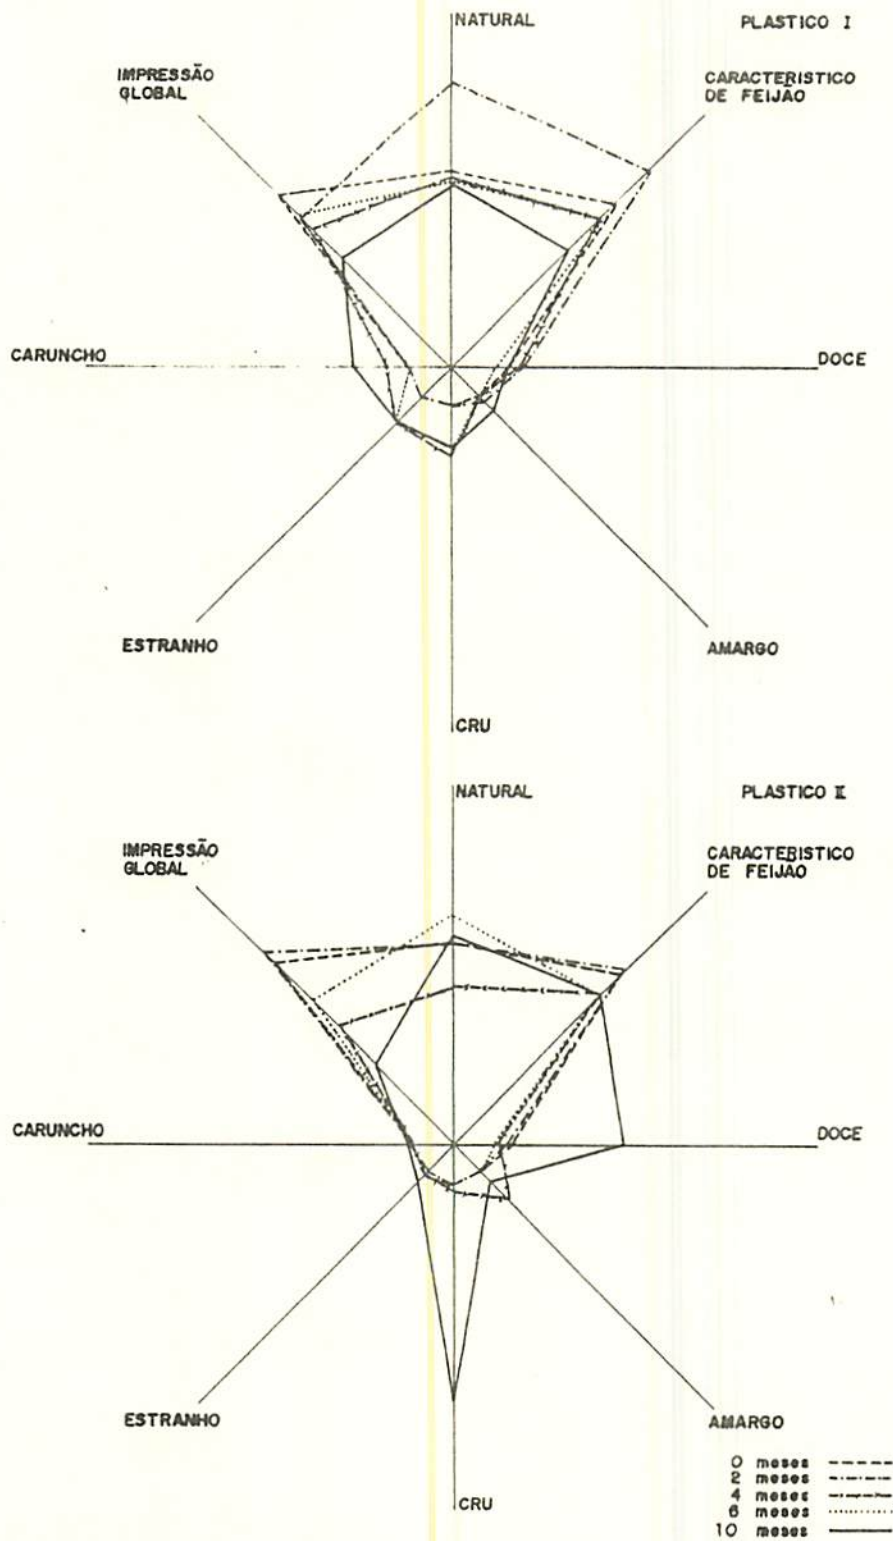 NATURAL
PLASTICO I
IMPRESSÃO
GLOBAL
CARACTERISTICO
DE FEIJÃO
CARUNCHO
DOCE
ESTRANHO
AMARGO
CRU
NATURAL
PLASTICO II
IMPRESSÃO
GLOBAL
CARACTERISTICO
DE FEIJÃO
CARUNCHO
DOCE
ESTRANHO
AMARGO
CRU
0 meses
2 meses
4 meses
6 meses
10 meses